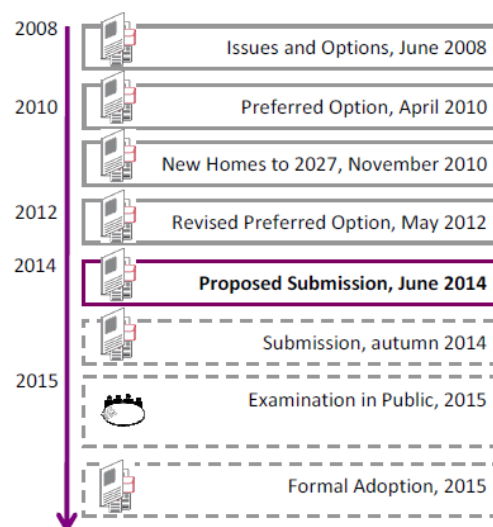 2008
Issues and Options, June 2008
2010
Preferred Option, April 2010
New Homes to 2027, November 2010
2012
Revised Preferred Option, May 2012
2014
Proposed Submission, June 2014
Submission, autumn 2014
2015
Examination in Public, 2015
Formal Adoption, 2015